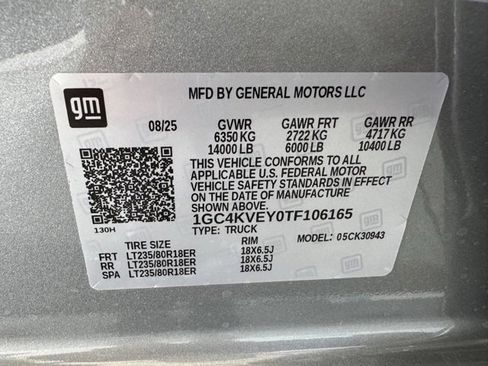 gm
MFD BY GENERAL MOTORS LLC
08/25 GVWR GAWR FRT GAWR RR
6350 KG 2722 KG 4717 KG
14000 LB 6000 LB 10400 LB
THIS VEHICLE CONFORMS TO ALL
APPLICABLE U.S. FEDERAL MOTOR
VEHICLE SAFETY STANDARDS IN EFFECT
ON THE DATE OF MANUFACTURE
1GC4KVEY0TF106165
130H TYPE: TRUCK MODEL: 05CK30943
TIRE SIZE RIM
FRT LT235/80R18ER 18X6.5J
RR LT235/80R18ER 18X6.5J
SPA LT235/80R18ER 18X6.5J